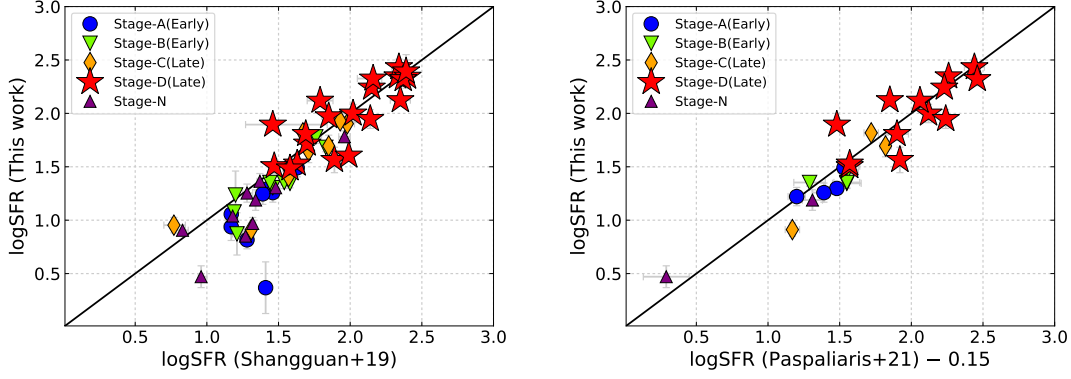 3.0
2.5
2.0
1.5
1.0
0.5
logSFR (This work)
Stage-A(Early)
Stage-B(Early)
Stage-C(Late)
Stage-D(Late)
Stage-N
0.5 1.0 1.5 2.0 2.5 3.0
logSFR (Shangguan+19)
3.0
2.5
2.0
1.5
1.0
0.5
logSFR (This work)
Stage-A(Early)
Stage-B(Early)
Stage-C(Late)
Stage-D(Late)
Stage-N
0.5 1.0 1.5 2.0 2.5 3.0
logSFR (Paspaliaris+21) − 0.15